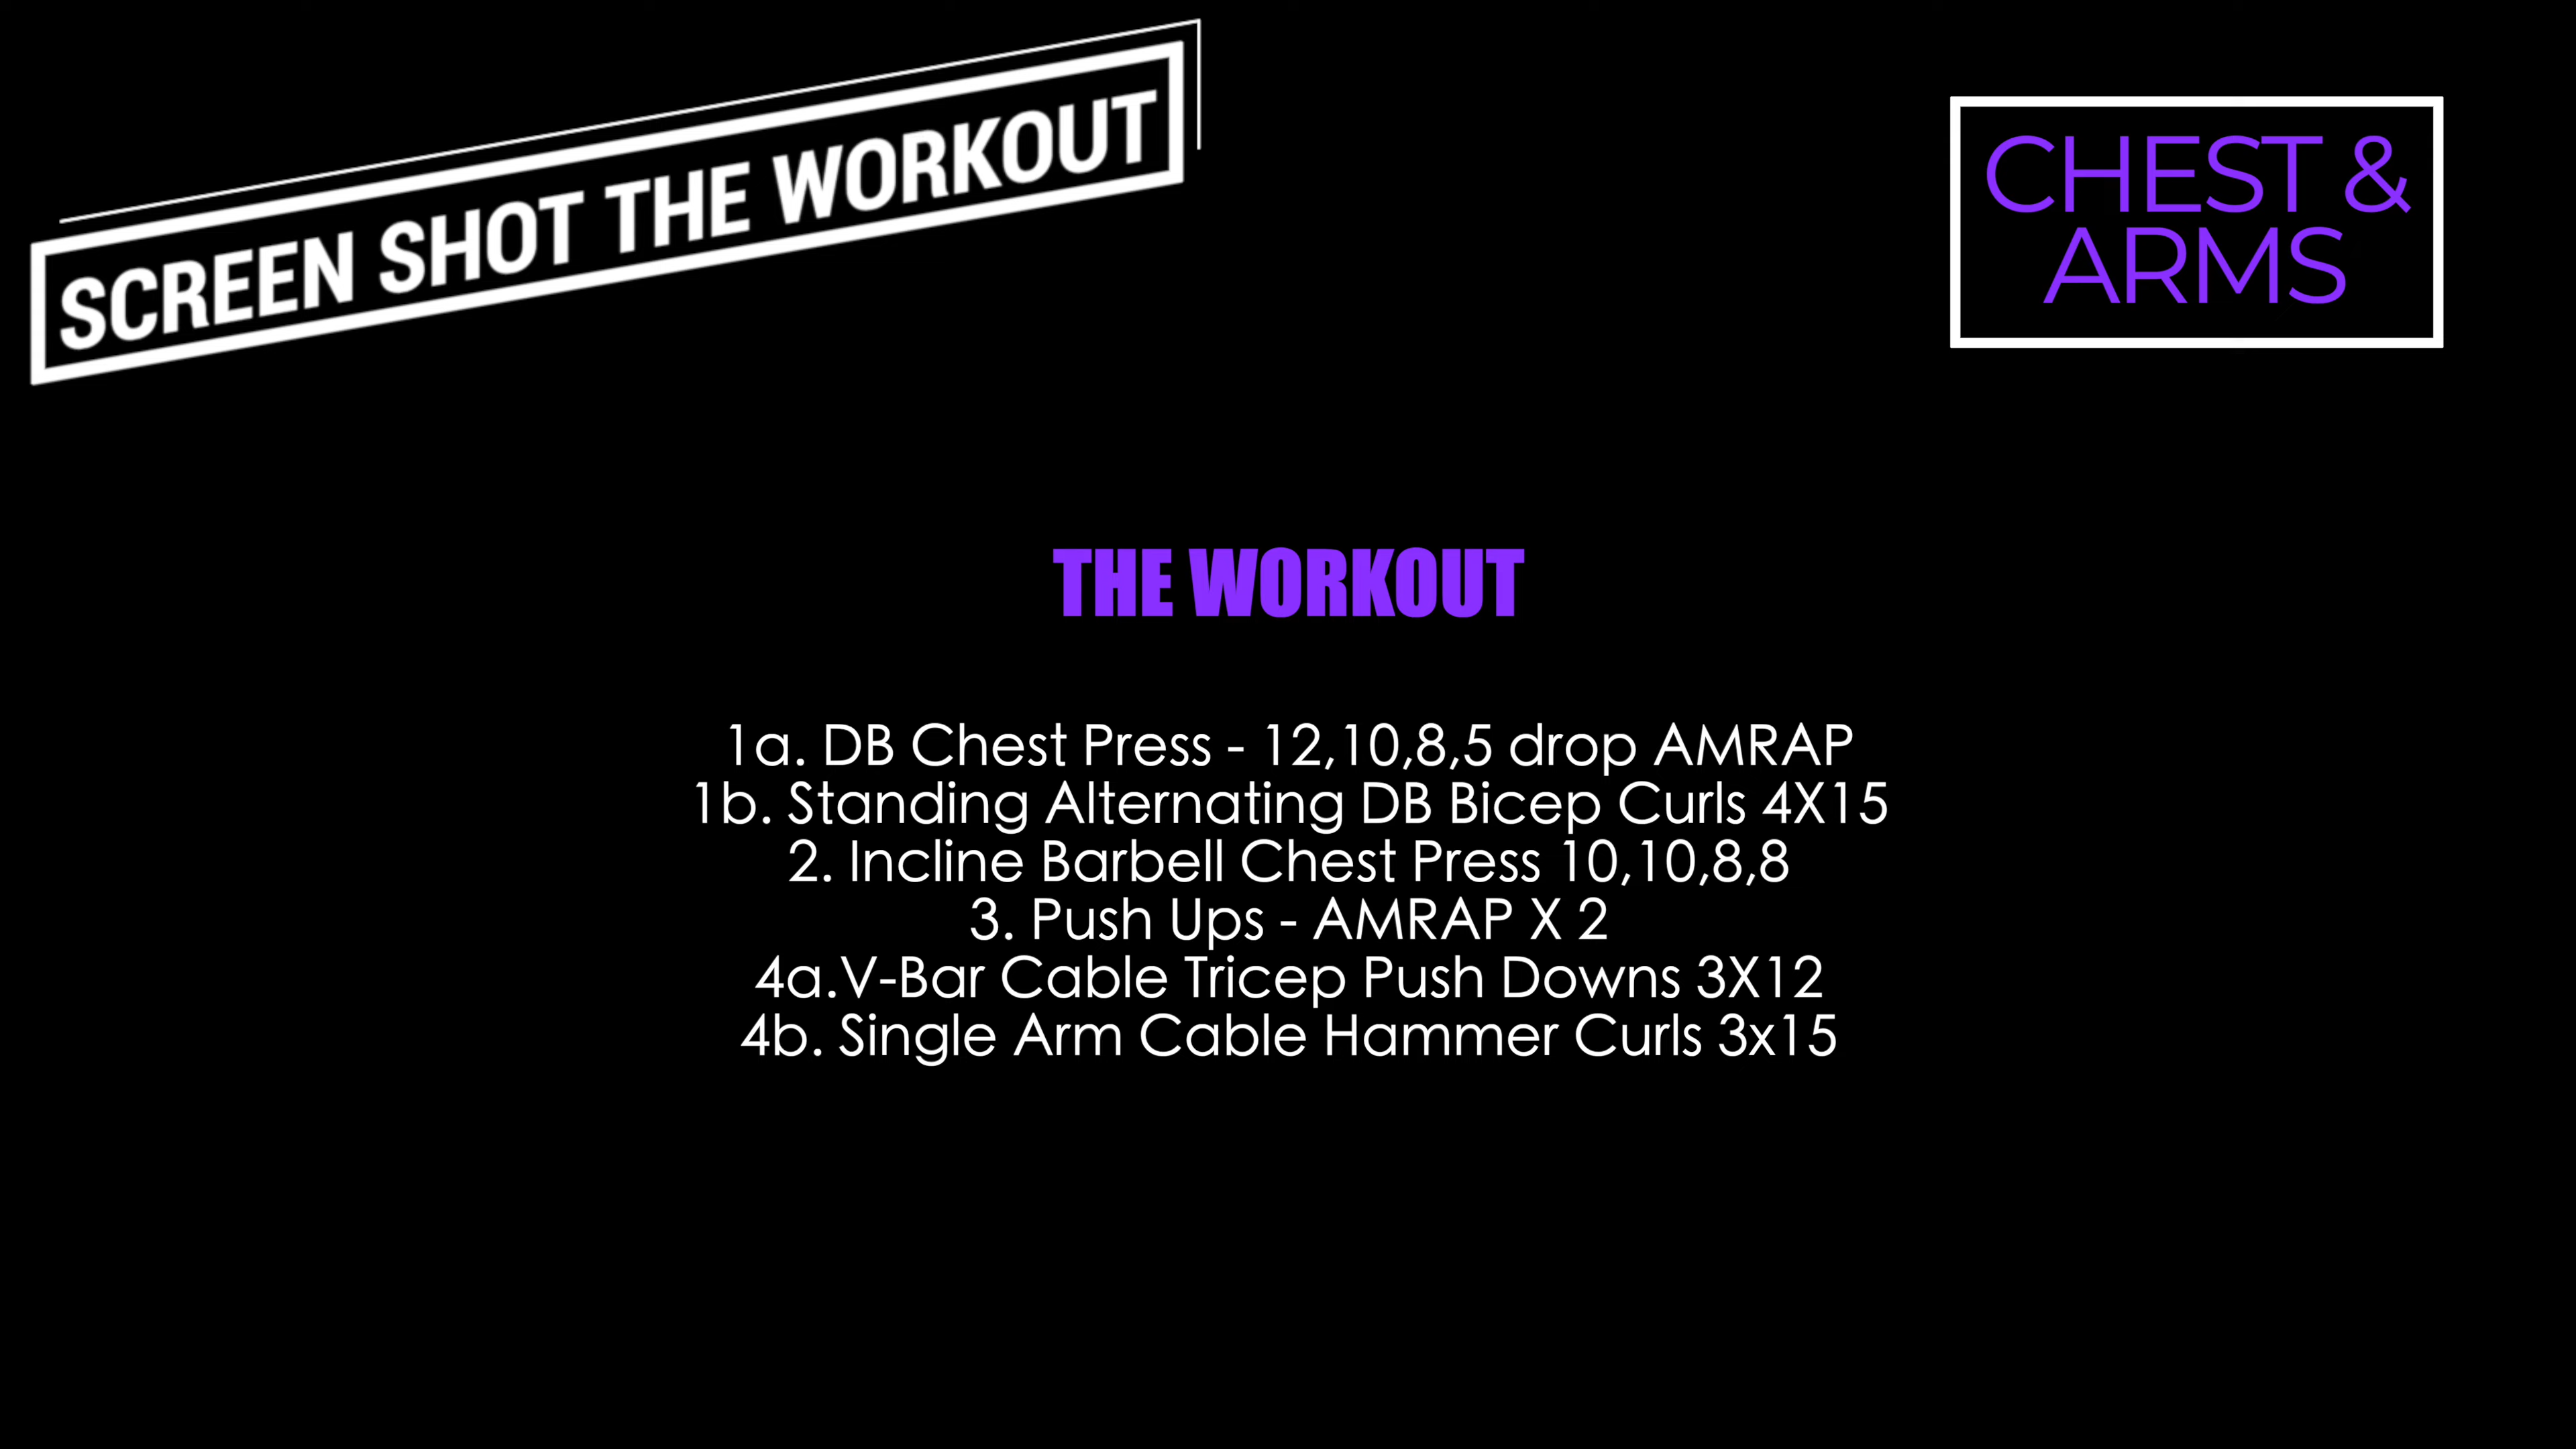 SCREEN SHOT THE WORKOUT
CHEST &
ARMS
THE WORKOUT
1a. DB Chest Press - 12,10,8,5 drop AMRAP
1b. Standing Alternating DB Bicep Curls 4X15
2. Incline Barbell Chest Press 10,10,8,8
3. Push Ups - AMRAP X 2
4a.V-Bar Cable Tricep Push Downs 3X12
4b. Single Arm Cable Hammer Curls 3x15